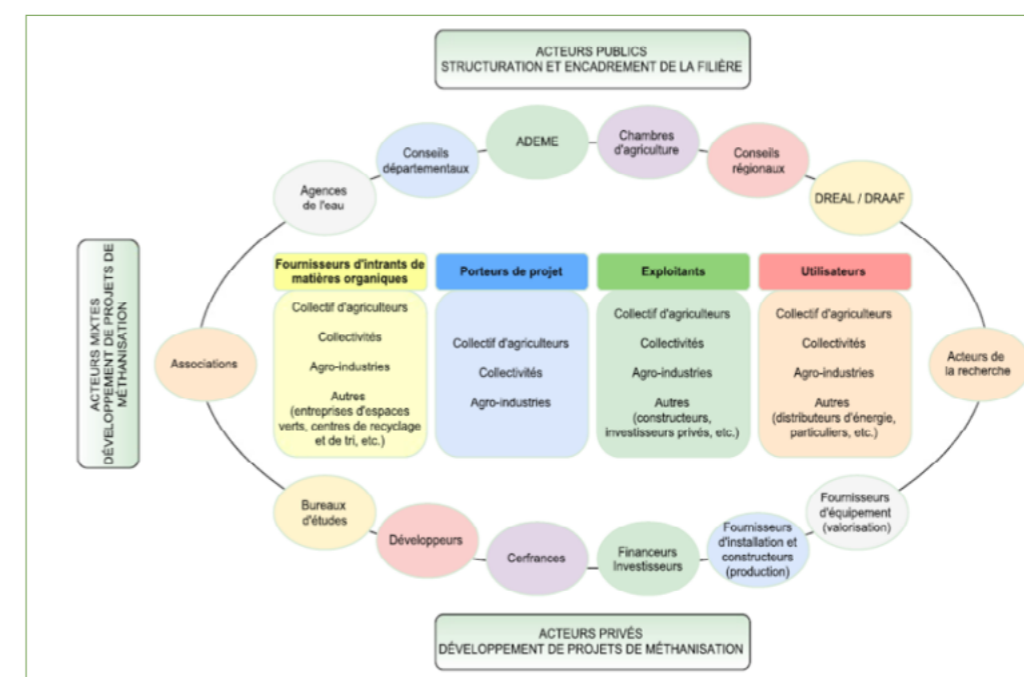 ACTEURS PUBLICS
STRUCTURATION ET ENCADREMENT DE LA FILIÈRE
ADEME
Chambres
d'agriculture
Conseils
départementaux
Conseils
régionaux
Agences
de l'eau
DREAL / DRAAF
ACTEURS MIXTES
DÉVELOPPEMENT DE PROJETS DE
MÉTHANISATION
Associations
Fournisseurs d'intrants de
matières organiques
Collectif d'agriculteurs
Collectivités
Agro-industries
Autres
(entreprises d'espaces
verts, centres de recyclage
et de tri, etc.)
Porteurs de projet
Collectif d'agriculteurs
Collectivités
Agro-industries
Exploitants
Collectif d'agriculteurs
Collectivités
Agro-industries
Autres
(constructeurs,
investisseurs privés, etc.)
Utilisateurs
Collectif d'agriculteurs
Collectivités
Agro-industries
Autres
(distributeurs d'énergie,
particuliers, etc.)
Acteurs de
la recherche
Bureaux
d'études
Développeurs
Cerfrances
Financeurs
Investisseurs
Fournisseurs
d'installation et
constructeurs
(production)
Fournisseurs
d'équipement
(valorisation)
ACTEURS PRIVÉS
DÉVELOPPEMENT DE PROJETS DE MÉTHANISATION